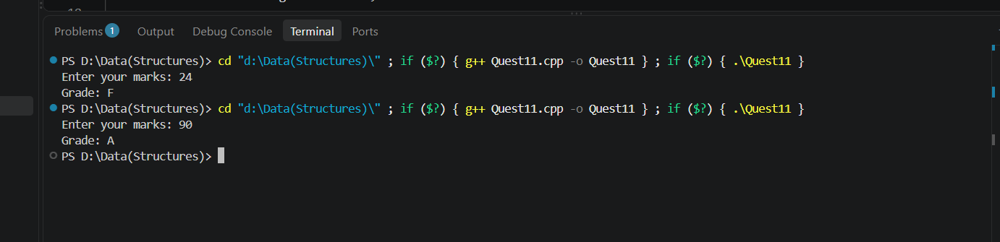 Problems 1 Output Debug Console Terminal Ports
PS D:\Data(Structures)> cd "d:\Data(Structures)\" ; if ($?) { g++ Quest11.cpp -o Quest11 } ; if ($?) { .\Quest11 }
Enter your marks: 24
Grade: F
PS D:\Data(Structures)> cd "d:\Data(Structures)\" ; if ($?) { g++ Quest11.cpp -o Quest11 } ; if ($?) { .\Quest11 }
Enter your marks: 90
Grade: A
PS D:\Data(Structures)>